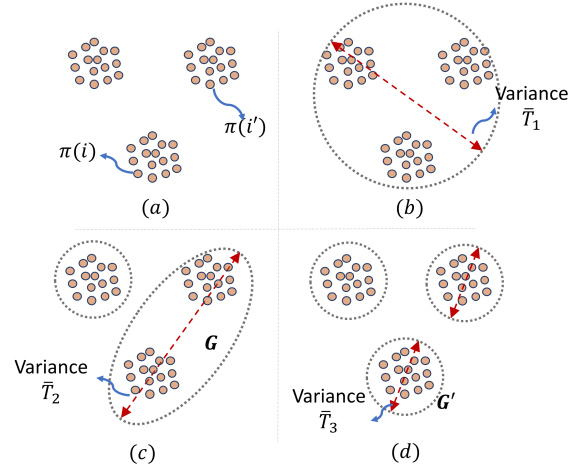 π(i')
π(i)
(a)
Variance
T̄₁
(b)
G
Variance
T̄₂
(c)
Variance
T̄₃
G'
(d)